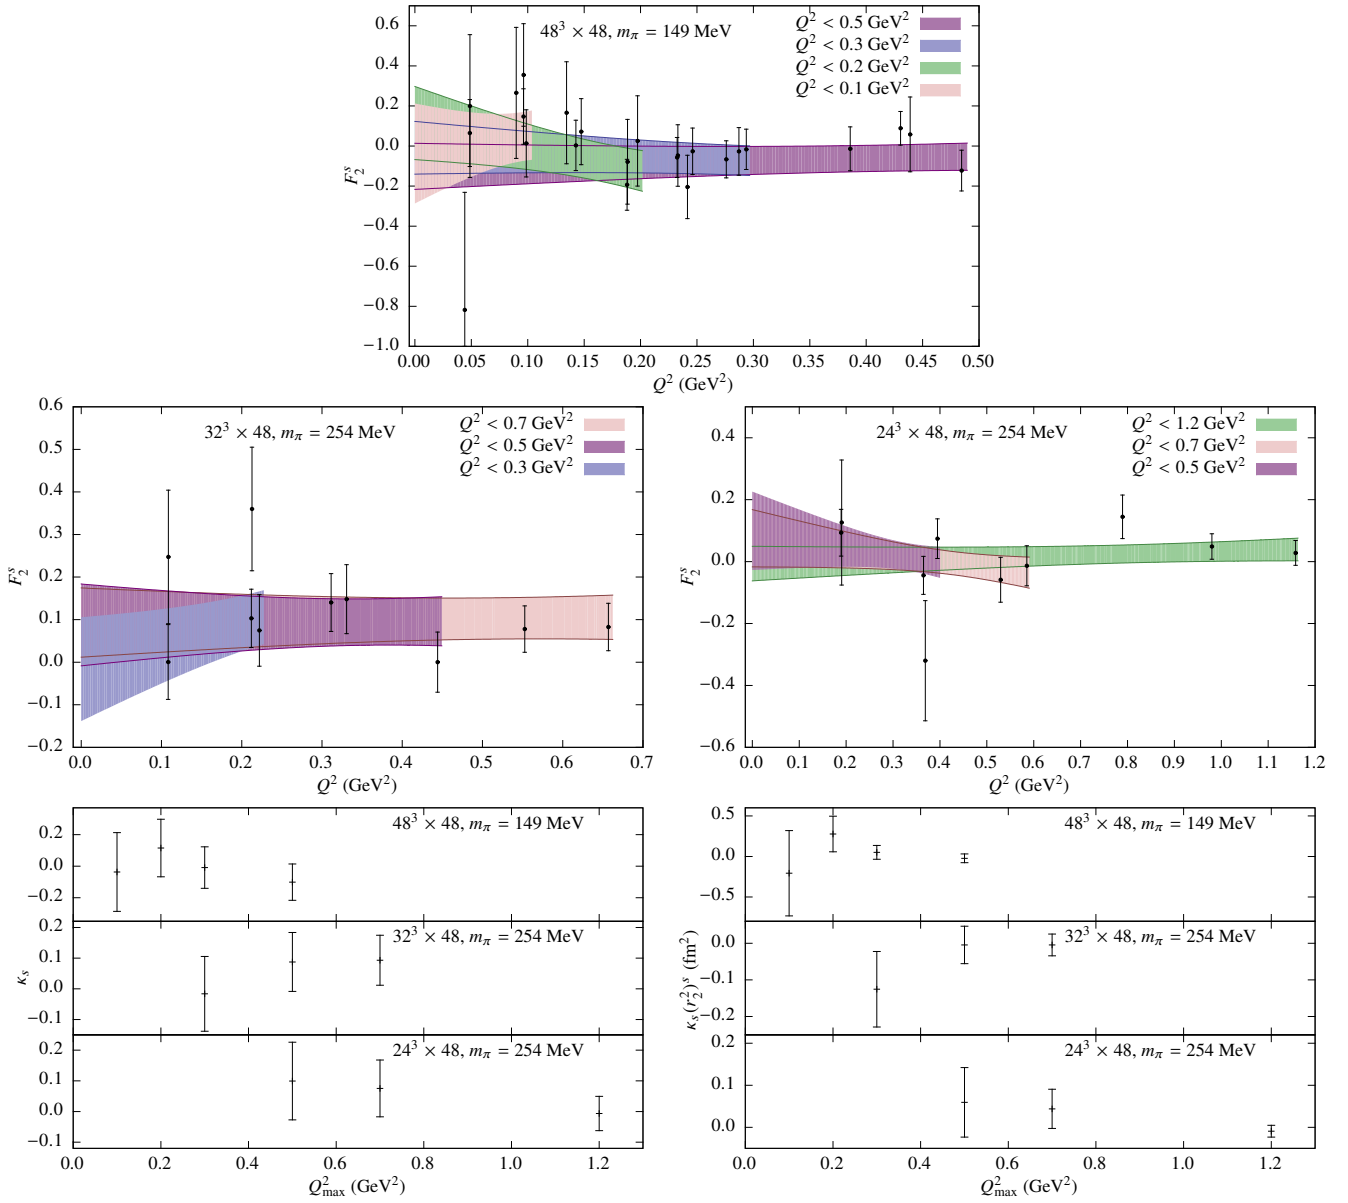 0.6
0.4
0.2
0.0
−0.2
−0.4
−0.6
−0.8
−1.0
F₂ˢ
48³ × 48, mπ = 149 MeV
Q² < 0.5 GeV²
Q² < 0.3 GeV²
Q² < 0.2 GeV²
Q² < 0.1 GeV²
0.00 0.05 0.10 0.15 0.20 0.25 0.30 0.35 0.40 0.45 0.50
Q² (GeV²)
0.6
0.5
0.4
0.3
0.2
0.1
0.0
−0.1
−0.2
F₂ˢ
32³ × 48, mπ = 254 MeV
Q² < 0.7 GeV²
Q² < 0.5 GeV²
Q² < 0.3 GeV²
0.0 0.1 0.2 0.3 0.4 0.5 0.6 0.7
Q² (GeV²)
0.4
0.2
0.0
−0.2
−0.4
−0.6
F₂ˢ
24³ × 48, mπ = 254 MeV
Q² < 1.2 GeV²
Q² < 0.7 GeV²
Q² < 0.5 GeV²
0.0 0.1 0.2 0.3 0.4 0.5 0.6 0.7 0.8 0.9 1.0 1.1 1.2
Q² (GeV²)
0.2
0.0
−0.2
48³ × 48, mπ = 149 MeV
0.2
0.1
0.0
−0.1
κₛ
32³ × 48, mπ = 254 MeV
0.2
0.1
0.0
−0.1
24³ × 48, mπ = 254 MeV
0.0 0.2 0.4 0.6 0.8 1.0 1.2
Q²max (GeV²)
0.5
0.0
−0.5
48³ × 48, mπ = 149 MeV
0.0
−0.1
−0.2
κₛ(r₂²)ˢ (fm²)
32³ × 48, mπ = 254 MeV
0.2
0.1
0.0
24³ × 48, mπ = 254 MeV
0.0 0.2 0.4 0.6 0.8 1.0 1.2
Q²max (GeV²)